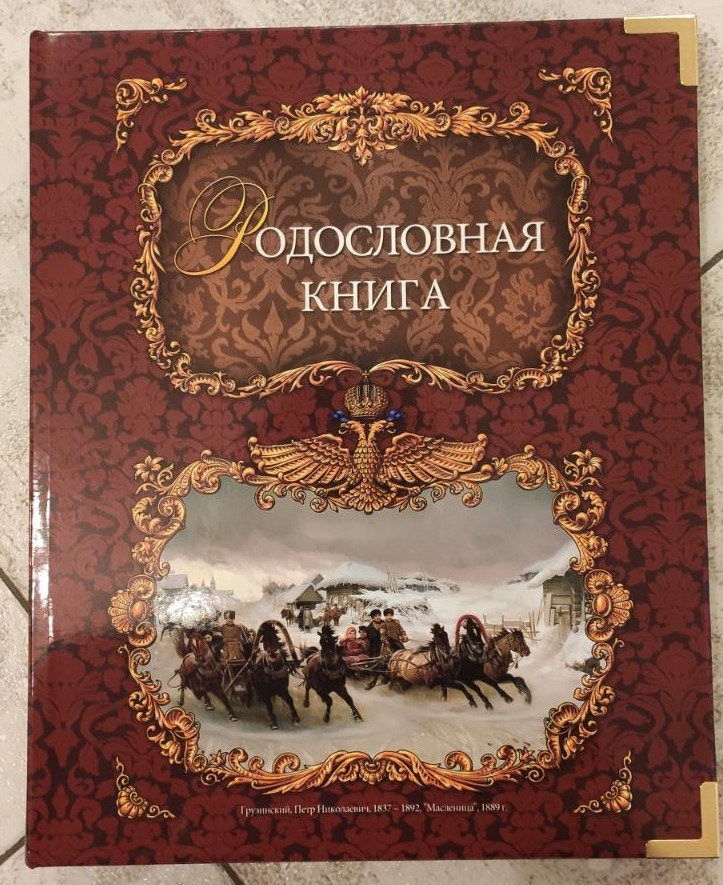 Родословная
книга
Грузинский, Петр Николаевич, 1837 – 1892, "Масленица", 1889 г.